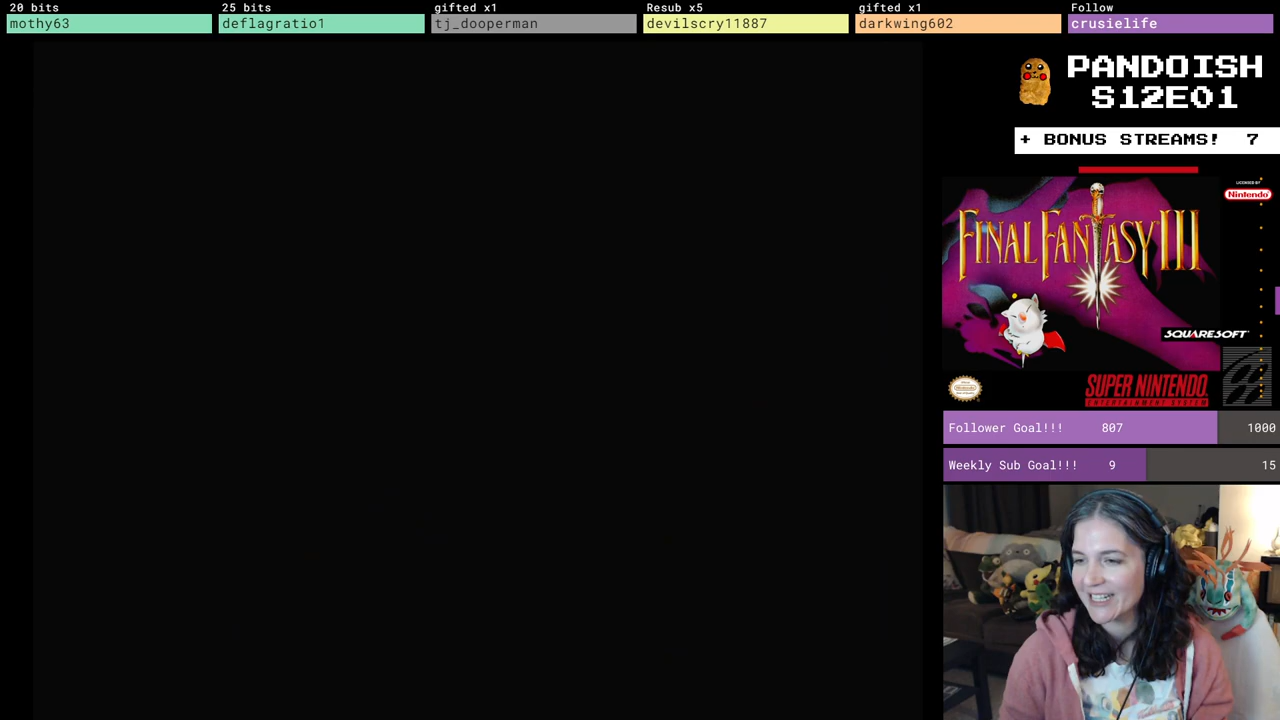 20 bits
mothy63
25 bits
deflagratio1
gifted x1
tj_dooperman
Resub x5
devilscry11887
gifted x1
darkwing602
Follow
crusielife
PANDOISH
S12E01
+ BONUS STREAMS! 7
LICENSED BY
Nintendo
FINAL FANTASY III
SQUARESOFT
SUPER NINTENDO
ENTERTAINMENT SYSTEM
Follower Goal!!! 807 1000
Weekly Sub Goal!!! 9 15